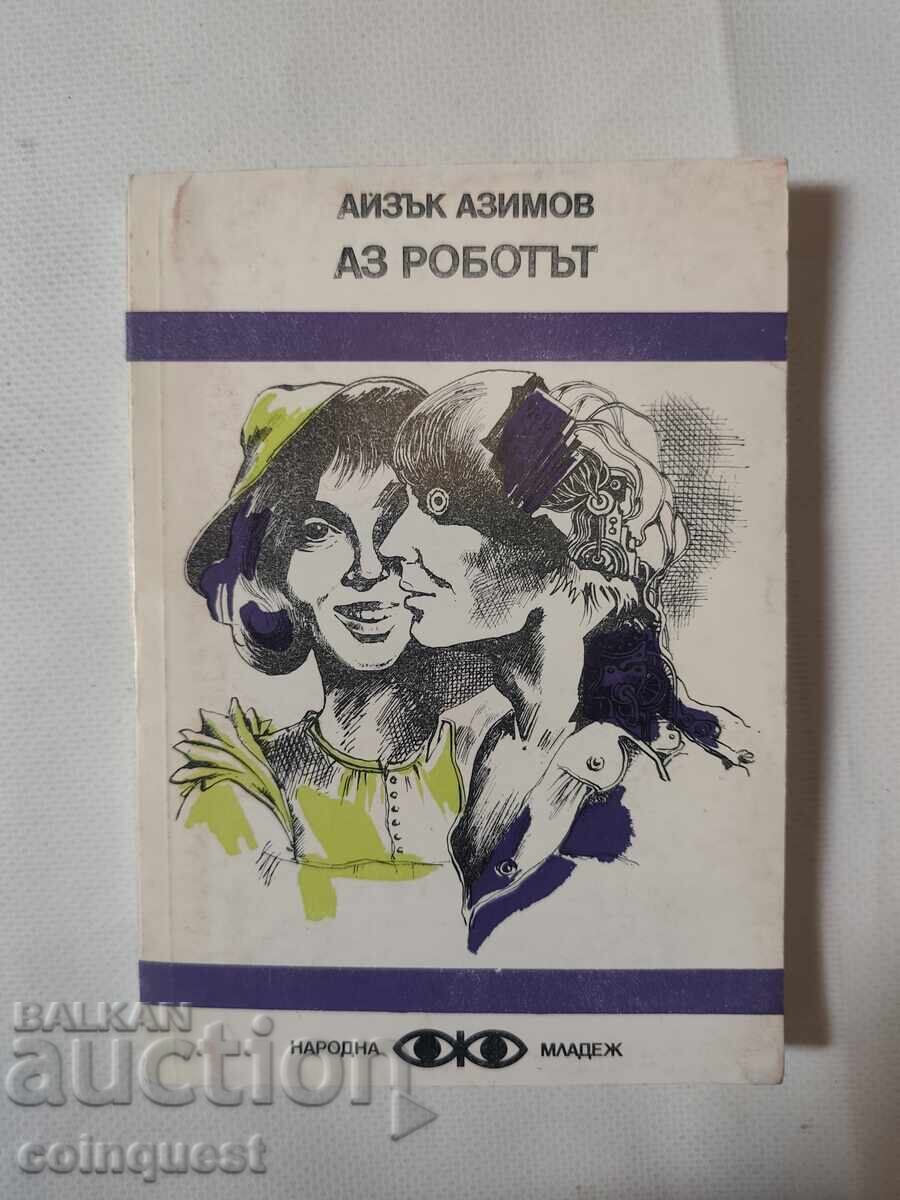 АЙЗЪК АЗИМОВ
АЗ РОБОТЪТ
НАРОДНА МЛАДЕЖ
BALKAN
auction
coinquest